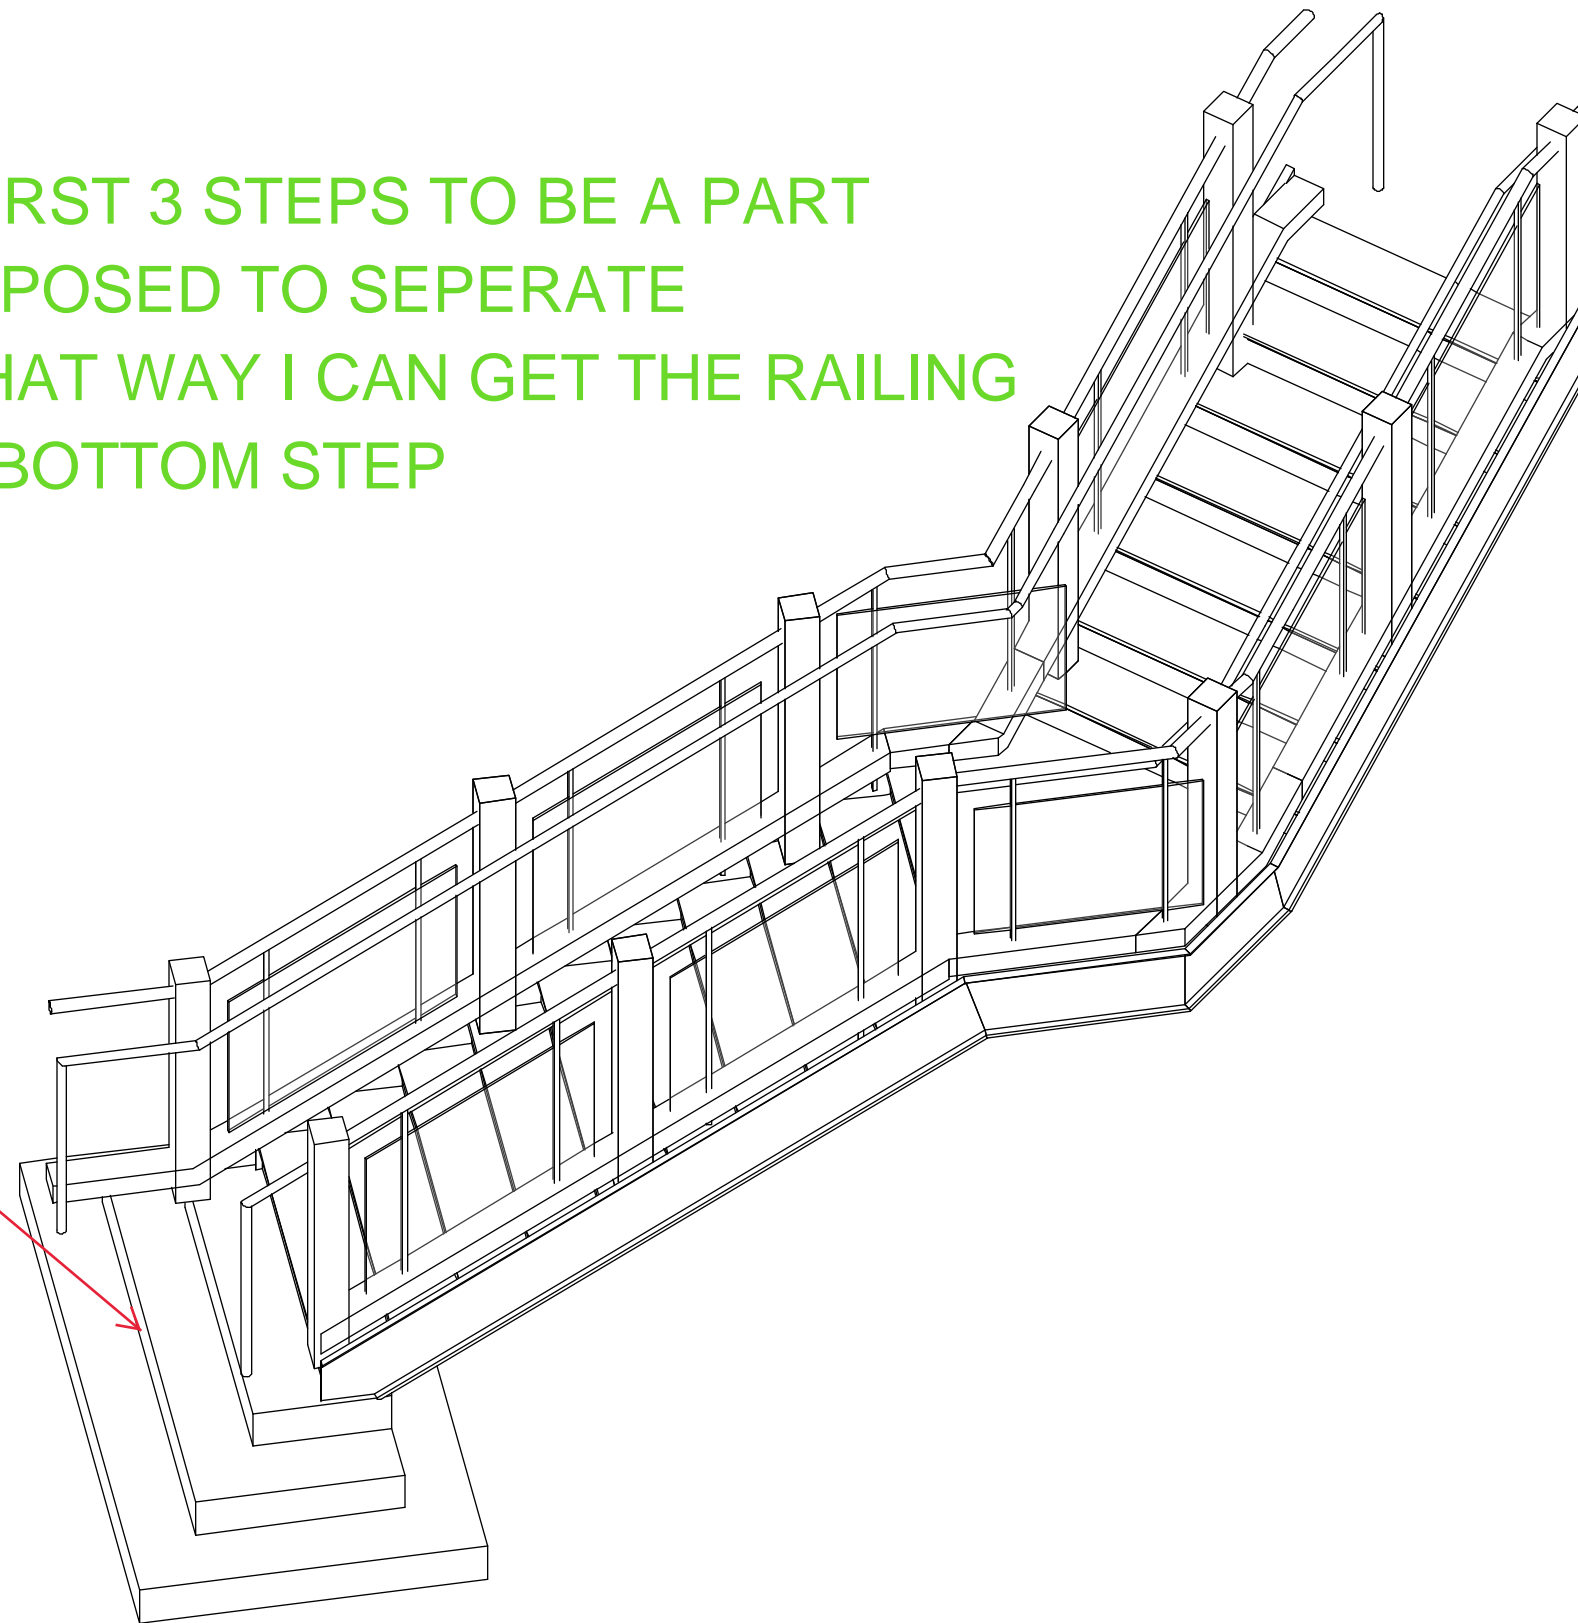 RST 3 STEPS TO BE A PART
POSED TO SEPERATE
HAT WAY I CAN GET THE RAILING
BOTTOM STEP